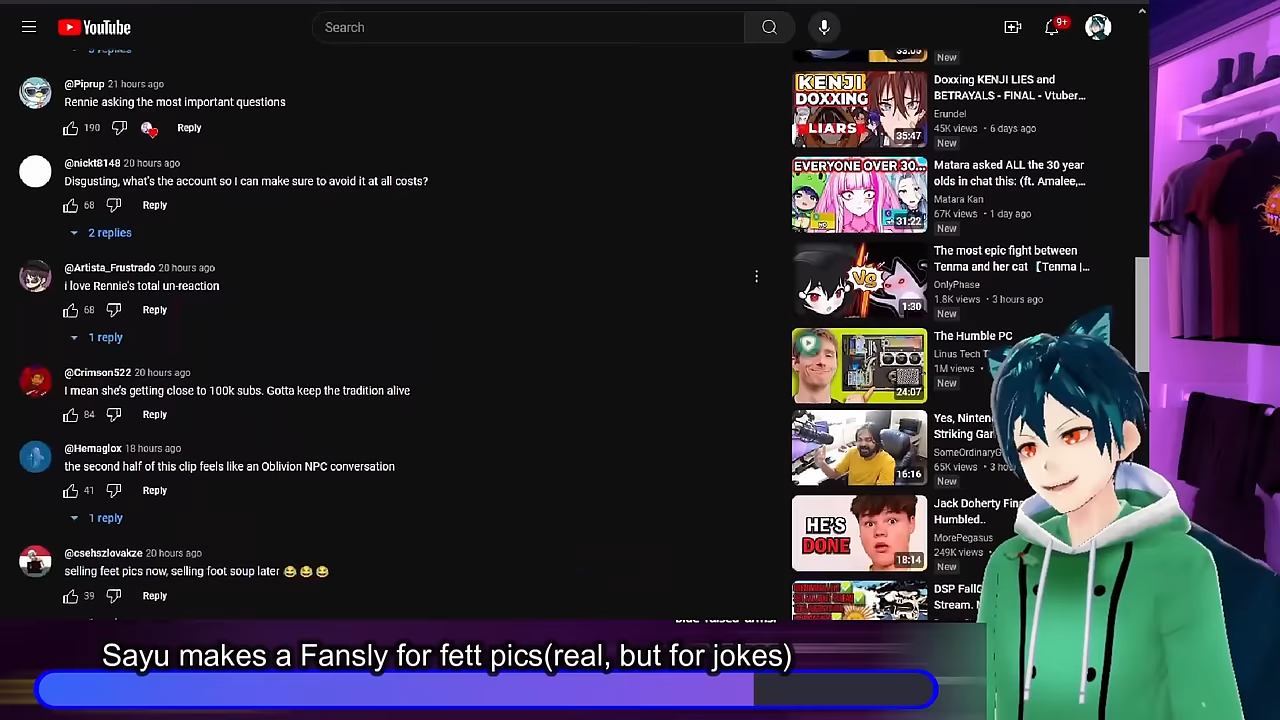 YouTube
Search
9+
3 replies
@Piprup 21 hours ago
Rennie asking the most important questions
190
Reply
@nickt8148 20 hours ago
Disgusting, what's the account so I can make sure to avoid it at all costs?
68
Reply
2 replies
@Artista_Frustrado 20 hours ago
i love Rennie's total un-reaction
68
Reply
1 reply
@Crimson522 20 hours ago
I mean she's getting close to 100k subs. Gotta keep the tradition alive
84
Reply
@Hemaglox 18 hours ago
the second half of this clip feels like an Oblivion NPC conversation
41
Reply
1 reply
@csehszlovakze 20 hours ago
selling feet pics now, selling foot soup later 😂😂😂
39
Reply
33:05
New
KENJI
DOXXING
LIARS
35:47
Doxxing KENJI LIES and
BETRAYALS - FINAL - Vtuber...
Erundel
45K views • 6 days ago
New
EVERYONE OVER 30...
31:22
Matara asked ALL the 30 year
olds in chat this: (ft. Amalee,...
Matara Kan
67K views • 1 day ago
New
VS
1:30
The most epic fight between
Tenma and her cat 【Tenma |...
OnlyPhase
1.8K views • 3 hours ago
New
24:07
The Humble PC
Linus Tech T
1M views •
New
16:16
Yes, Ninten
Striking Gar
SomeOrdinaryG
65K views • 3 ho
New
HE'S
DONE
18:14
Jack Doherty Fin
Humbled..
MorePegasus
249K views
New
DSP Fall
Stream.
Sayu makes a Fansly for fett pics(real, but for jokes)